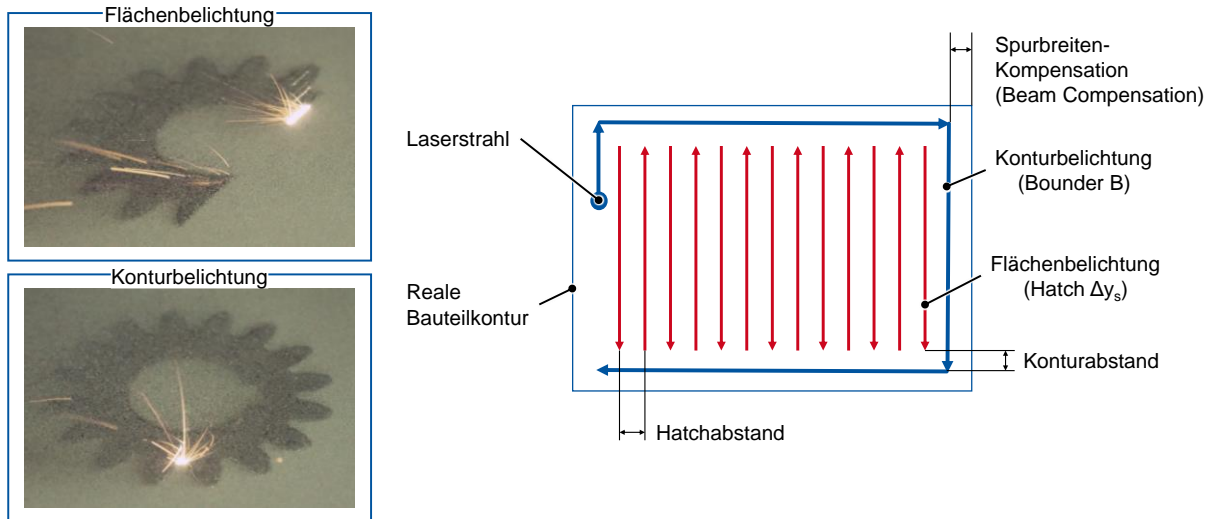 Flächenbelichtung
Konturbelichtung
Laserstrahl
Reale
Bauteilkontur
Hatchabstand
Spurbreiten-
Kompensation
(Beam Compensation)
Konturbelichtung
(Bounder B)
Flächenbelichtung
(Hatch Δyₛ)
Konturabstand